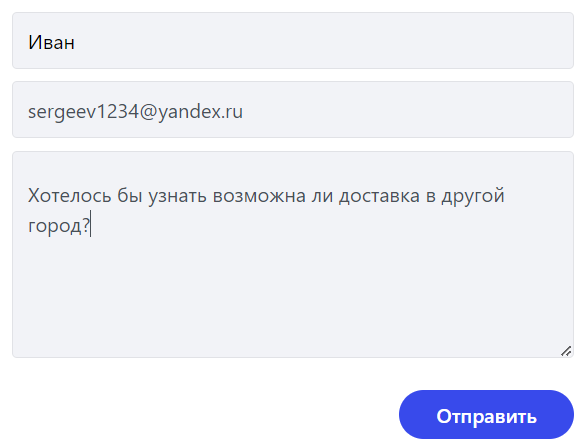 Иван
sergeev1234@yandex.ru
Хотелось бы узнать возможна ли доставка в другой
город?
Отправить